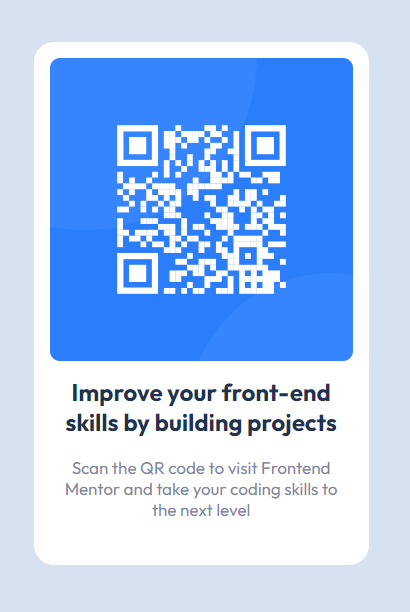 Improve your front-end
skills by building projects
Scan the QR code to visit Frontend
Mentor and take your coding skills to
the next level